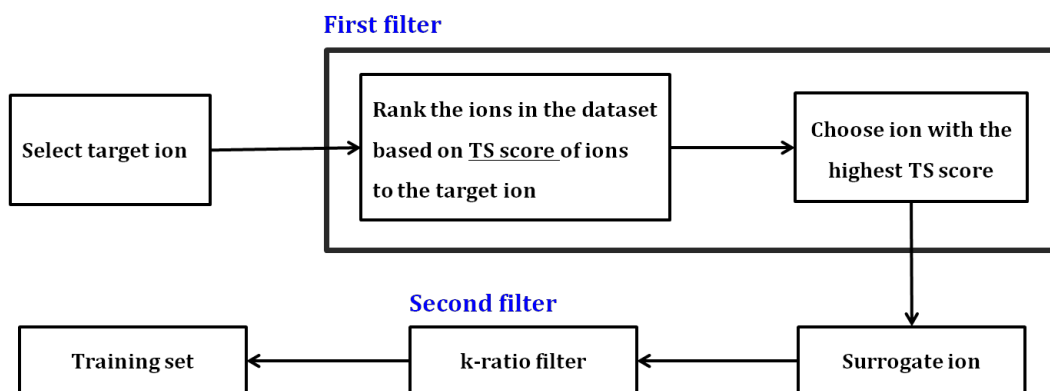 First filter
Select target ion
Rank the ions in the dataset
based on TS score of ions
to the target ion
Choose ion with the
highest TS score
Second filter
Surrogate ion
k-ratio filter
Training set